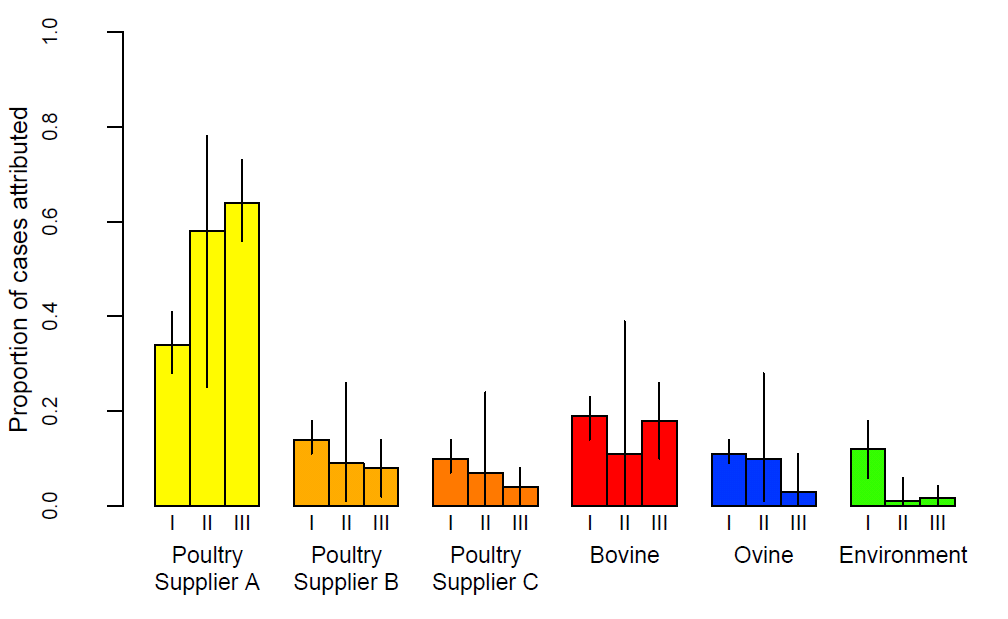 Proportion of cases attributed
1.0
0.8
0.6
0.4
0.2
0.0
I II III I II III I II III I II III I II III I II III
Poultry Poultry Poultry Bovine Ovine Environment
Supplier A Supplier B Supplier C